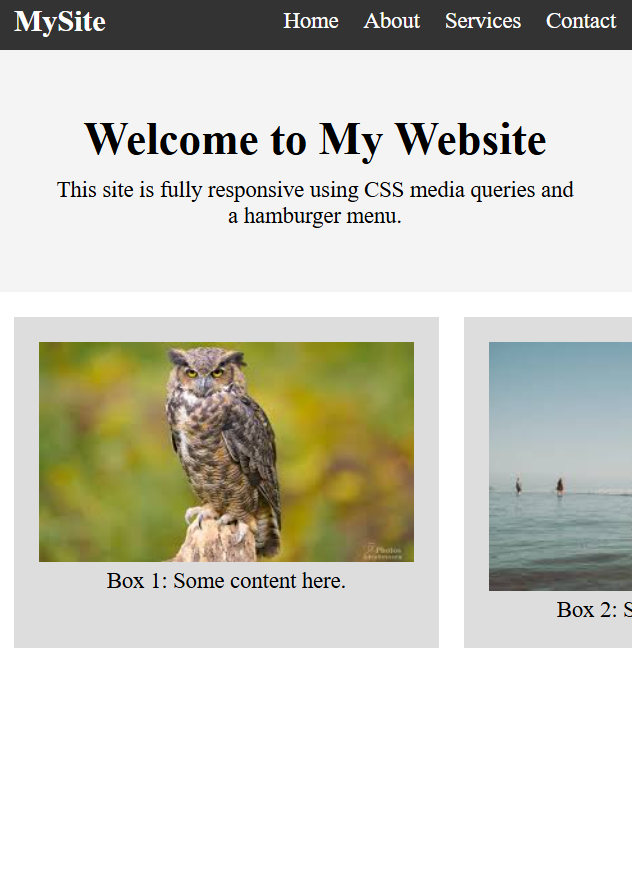 MySite Home About Services Contact
Welcome to My Website
This site is fully responsive using CSS media queries and
a hamburger menu.
Photos
Box 1: Some content here.
Box 2: S